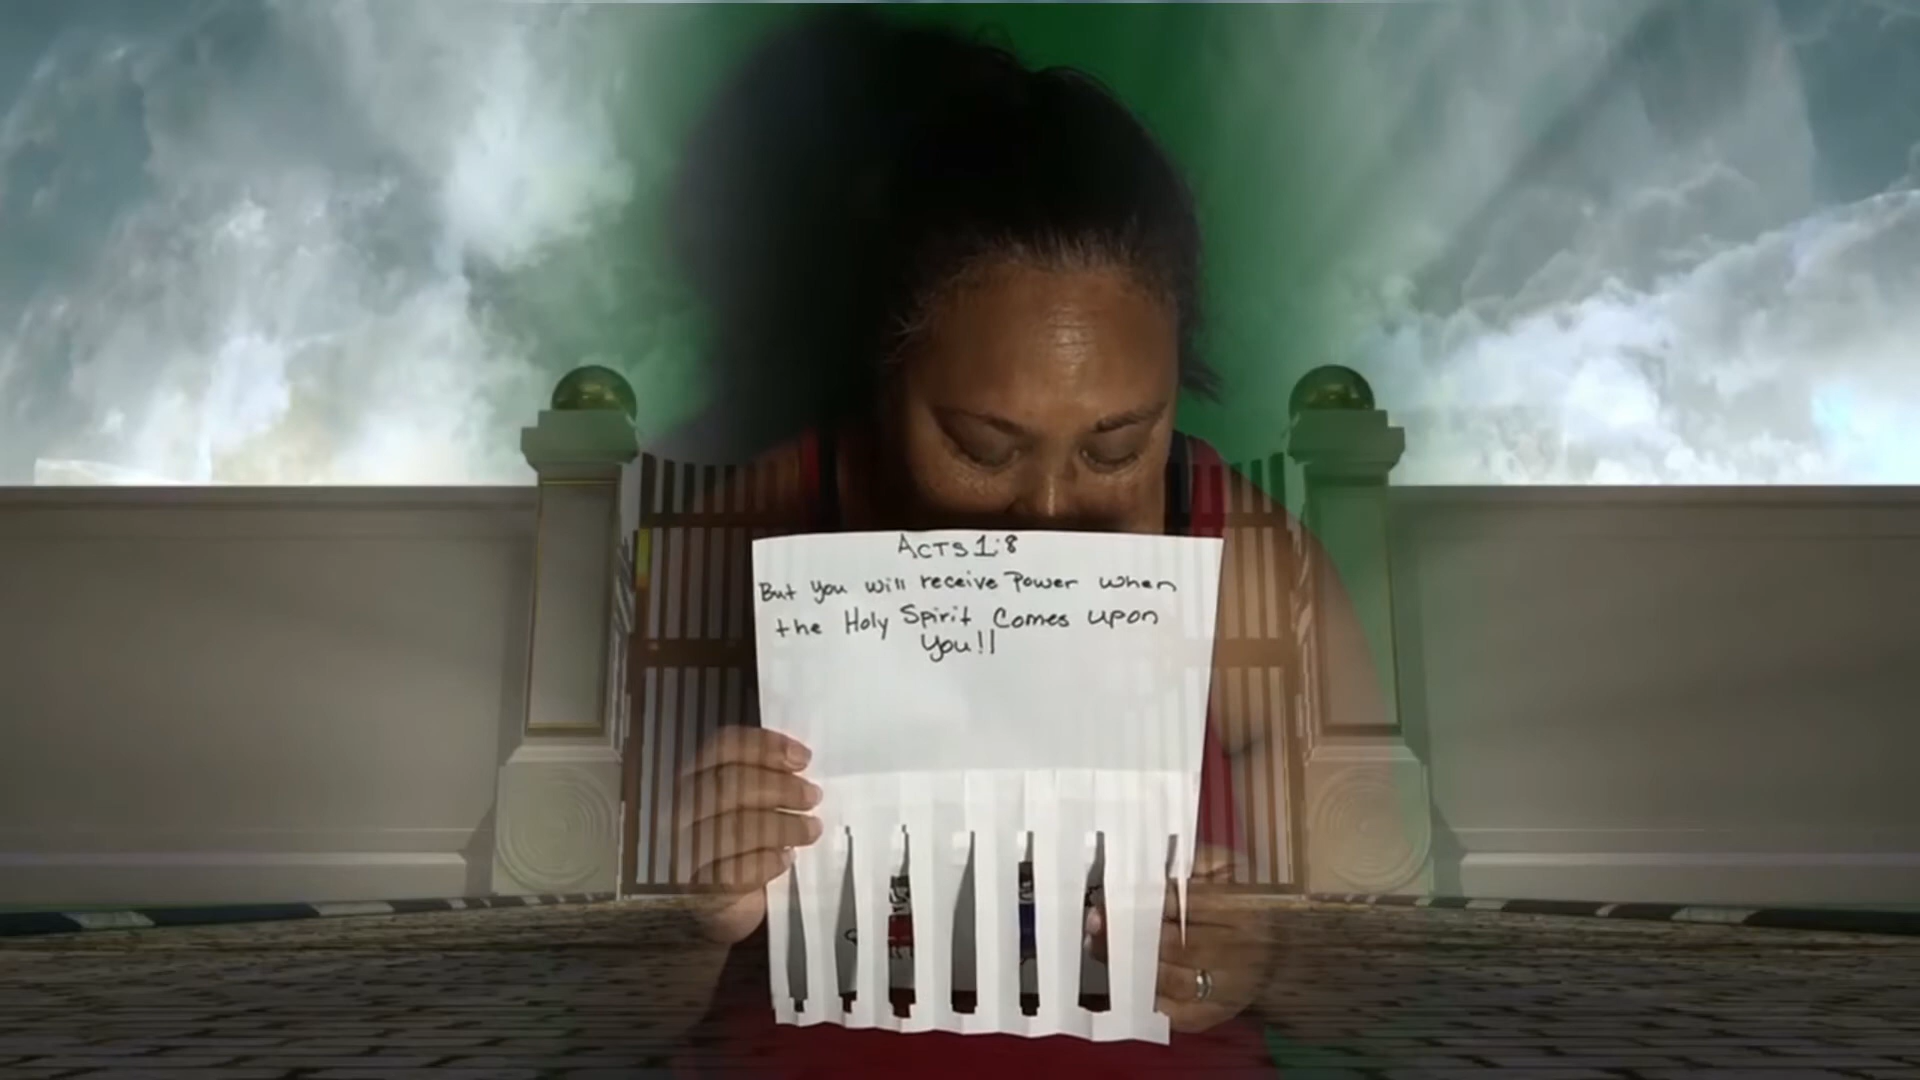 Acts 1:8
But you will receive Power when
the Holy Spirit Comes upon
You!!